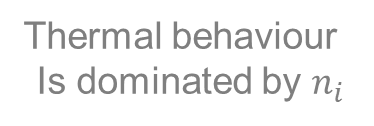 Thermal behaviour
Is dominated by nᵢ